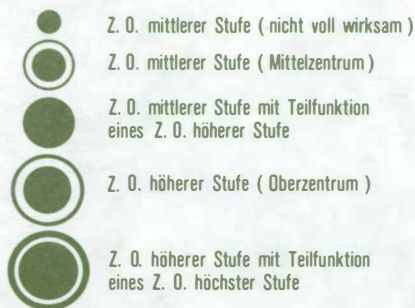 Z. O. mittlerer Stufe ( nicht voll wirksam )
Z. O. mittlerer Stufe ( Mittelzentrum )
Z. O. mittlerer Stufe mit Teilfunktion
eines Z. O. höherer Stufe
Z. O. höherer Stufe ( Oberzentrum )
Z. O. höherer Stufe mit Teilfunktion
eines Z. O. höchster Stufe